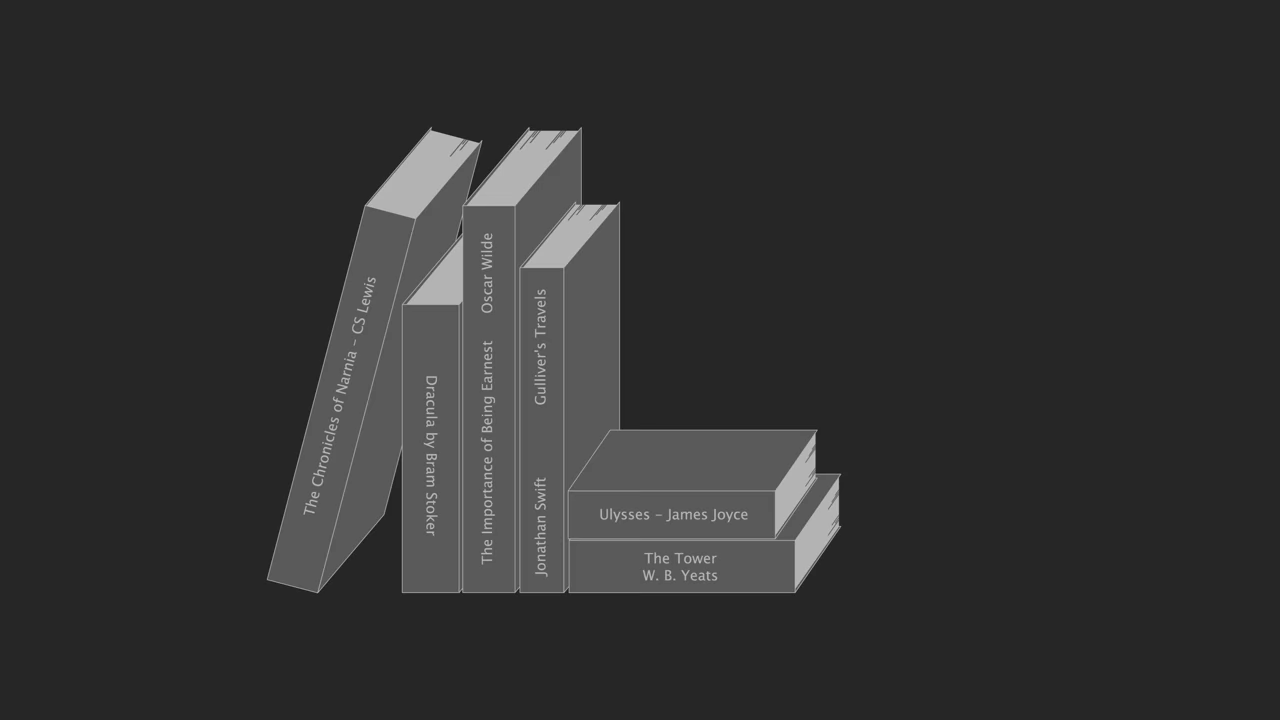 The Chronicles of Narnia – CS Lewis
Dracula by Bram Stoker
The Importance of Being Earnest Oscar Wilde
Jonathan Swift Gulliver's Travels
Ulysses – James Joyce
The Tower
W. B. Yeats